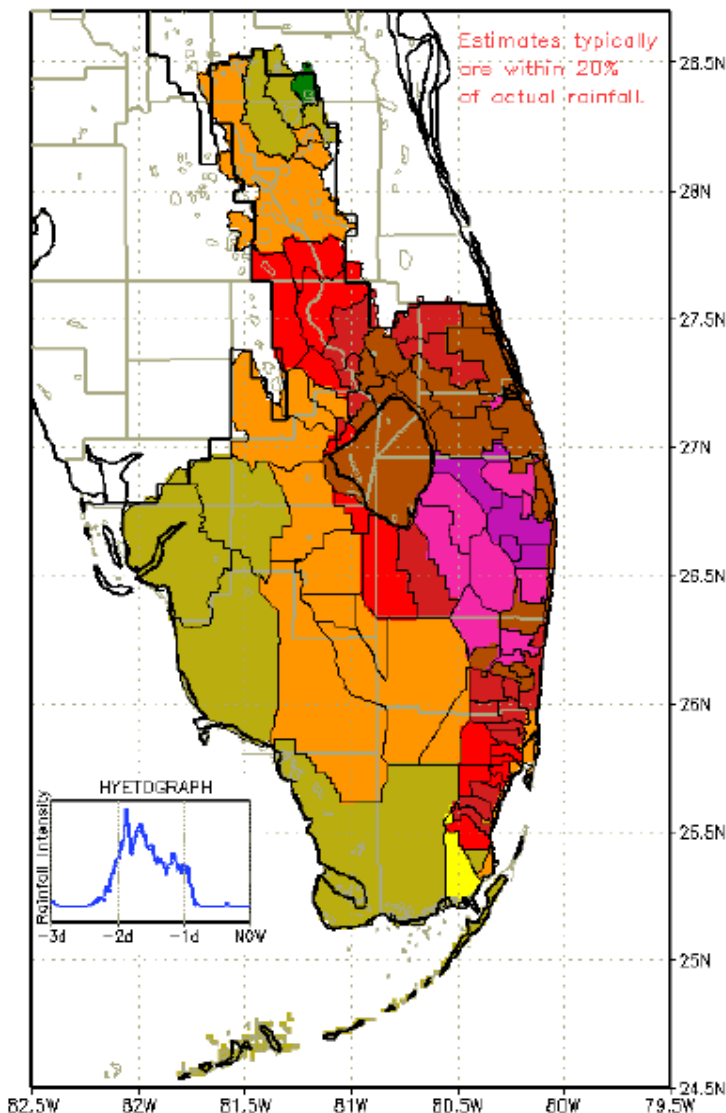 Estimates typically
are within 20%
of actual rainfall.
28.5N
28N
27.5N
27N
26.5N
26N
25.5N
25N
24.5N
HYETOGRAPH
Rainfall Intensity
-3d -2d -1d NOW
82.5W 82W 81.5W 81W 80.5W 80W 79.5W